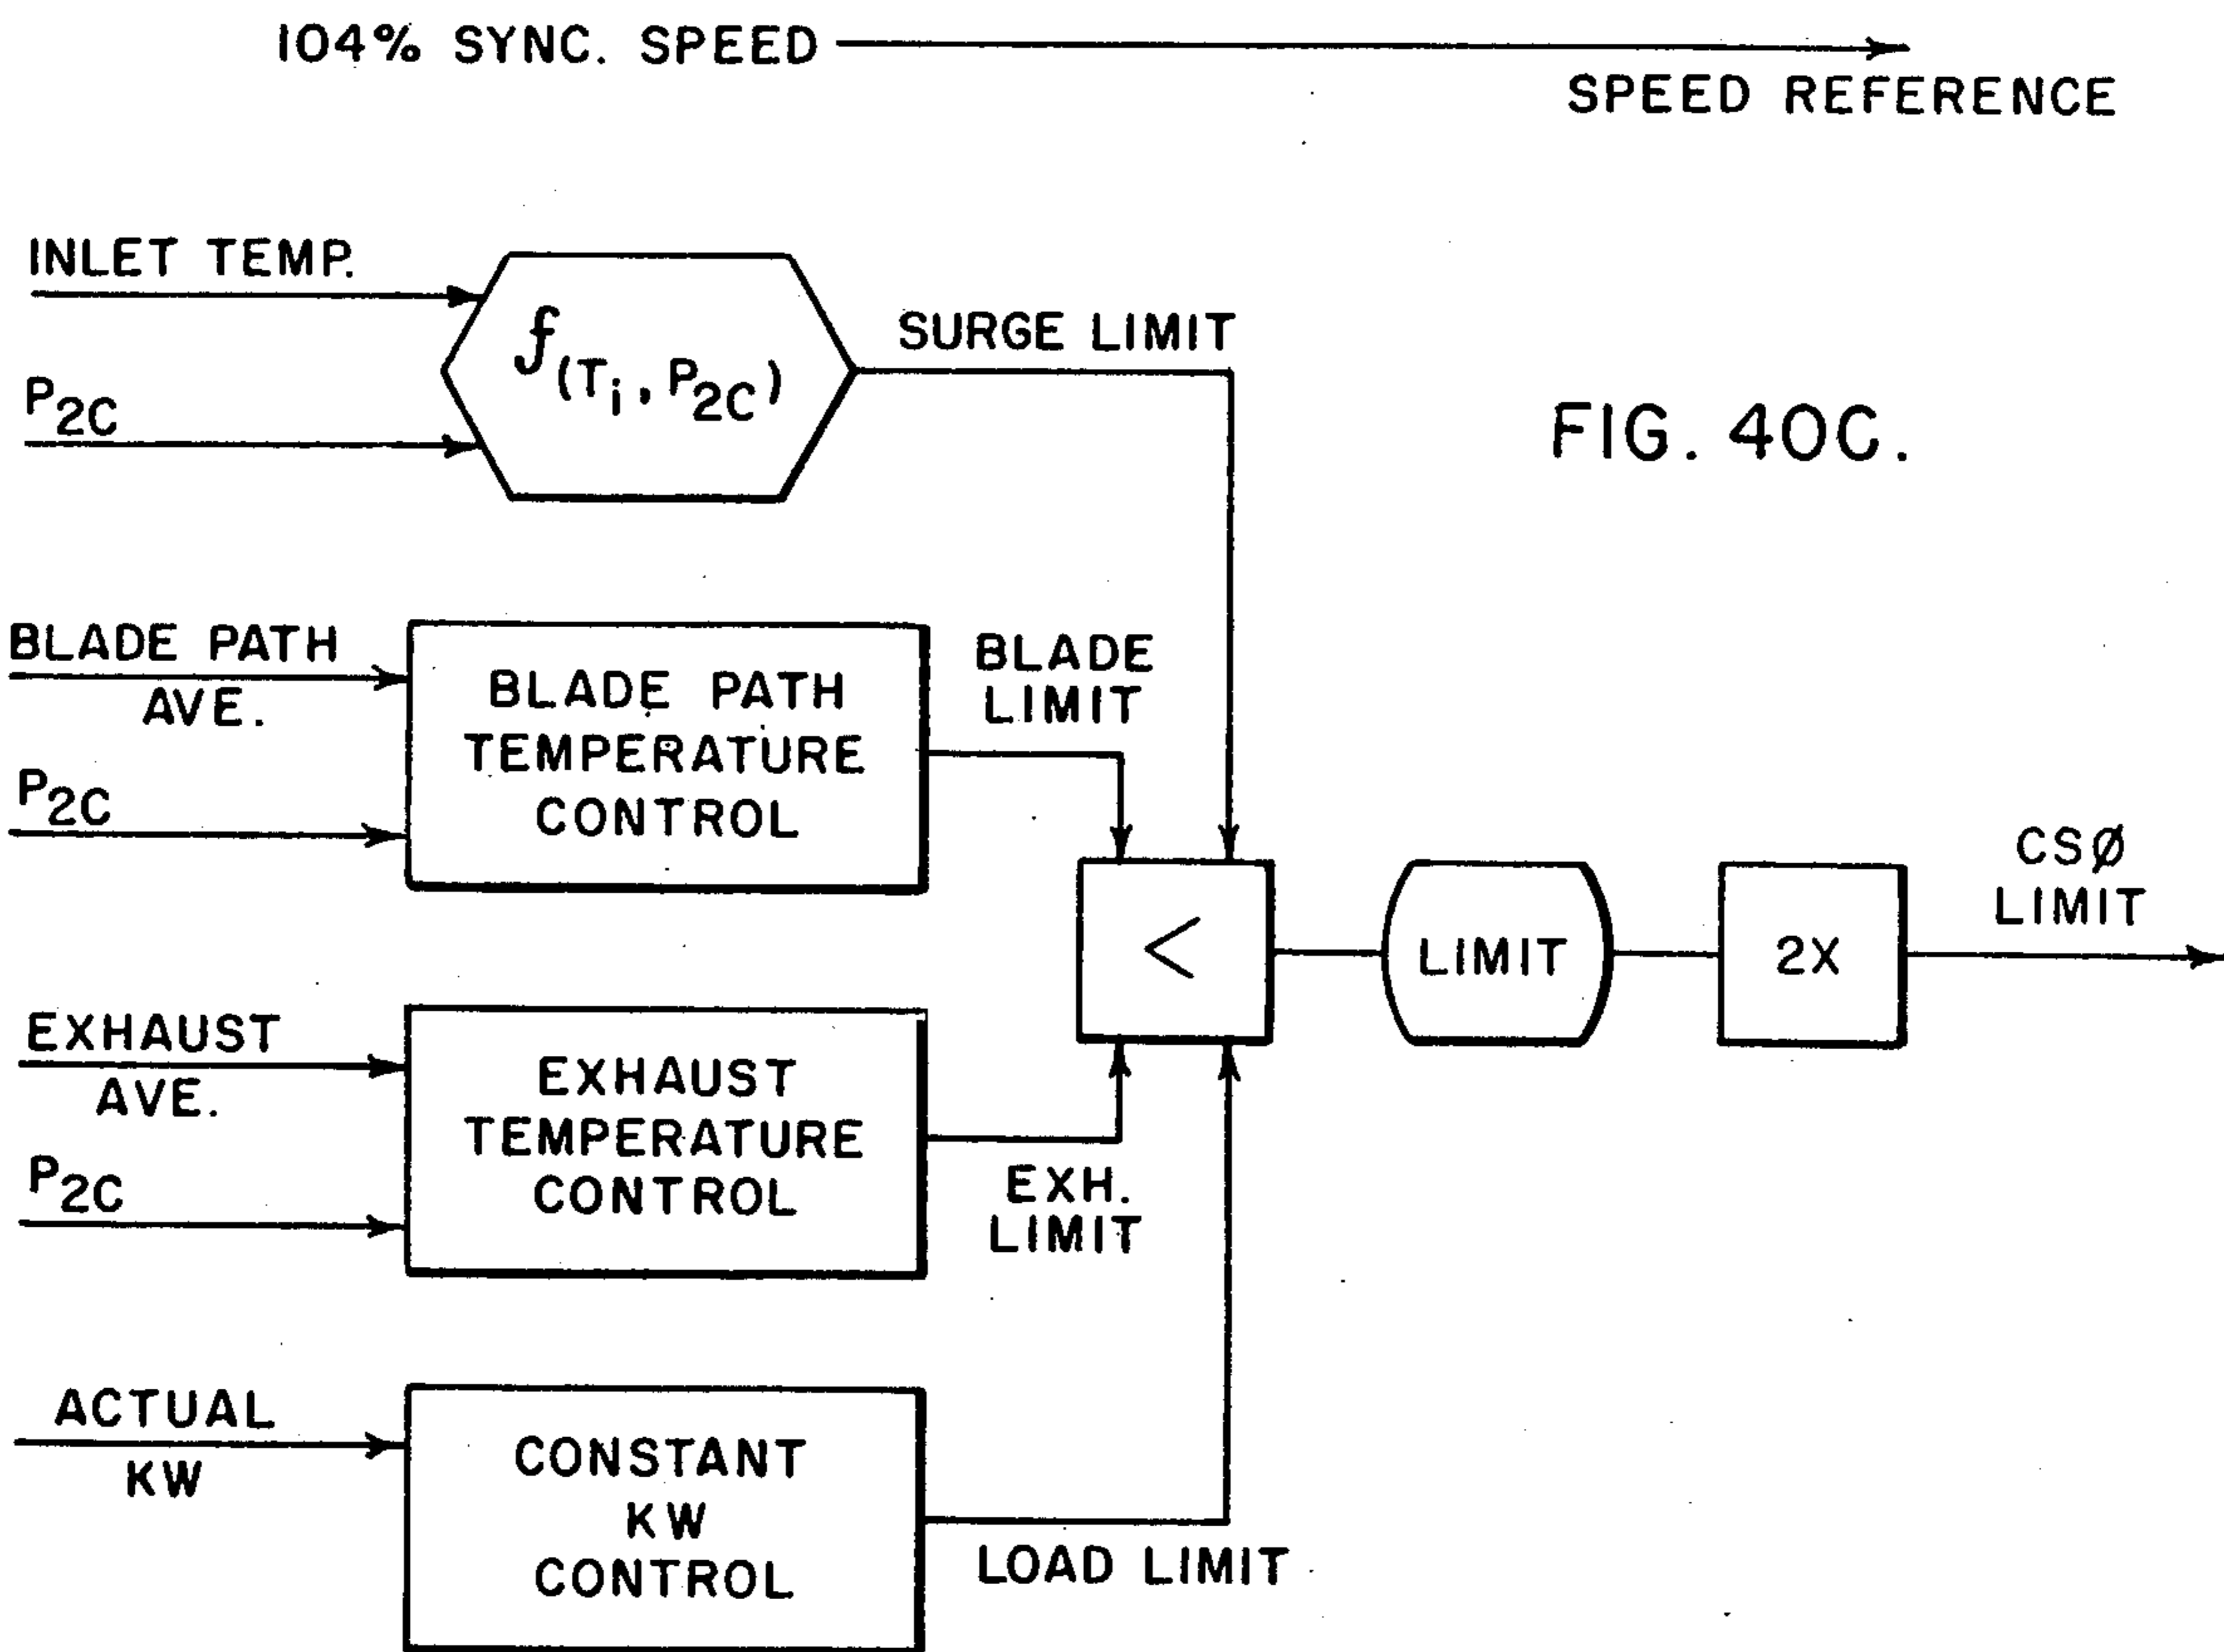 104% SYNC. SPEED
SPEED REFERENCE
INLET TEMP.
P2C
f(Ti, P2C)
SURGE LIMIT
FIG. 40C.
BLADE PATH
AVE.
P2C
BLADE PATH
TEMPERATURE
CONTROL
BLADE
LIMIT
<
LIMIT
2X
CSØ
LIMIT
EXHAUST
AVE.
P2C
EXHAUST
TEMPERATURE
CONTROL
EXH.
LIMIT
ACTUAL
KW
CONSTANT
KW
CONTROL
LOAD LIMIT